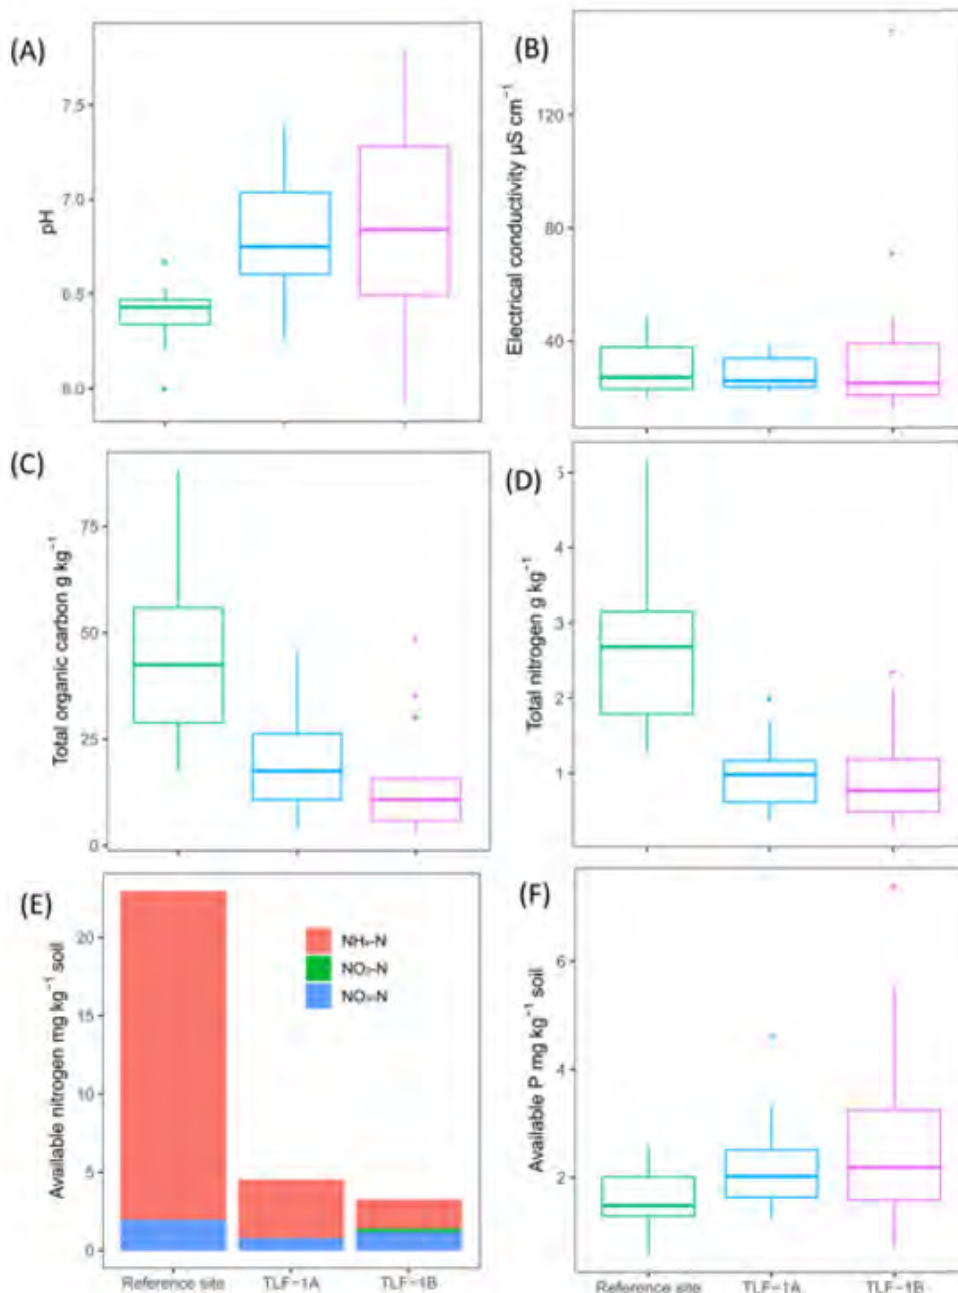 (A)
pH
7.5
7.0
6.5
6.0
(B)
Electrical conductivity µS cm⁻¹
120
80
40
(C)
Total organic carbon g kg⁻¹
75
50
25
0
(D)
Total nitrogen g kg⁻¹
5
4
3
2
1
(E)
Available nitrogen mg kg⁻¹ soil
20
15
10
5
0
NH₄-N
NO₂-N
NO₃-N
Reference site TLF-1A TLF-1B
(F)
Available P mg kg⁻¹ soil
6
4
2
Reference site TLF-1A TLF-1B